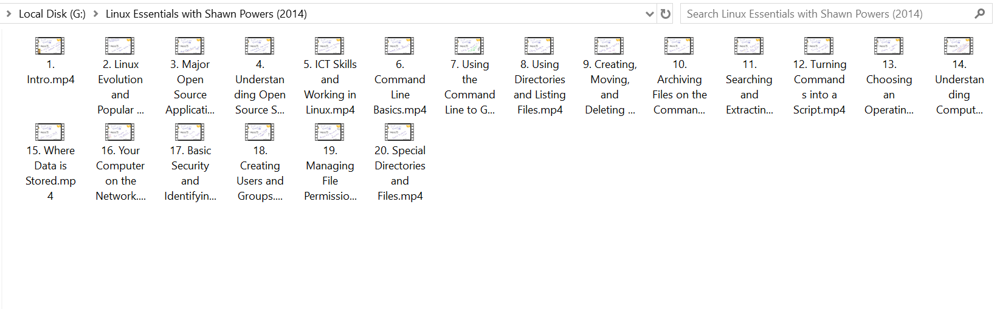 Local Disk (G:) Linux Essentials with Shawn Powers (2014) Search Linux Essentials with Shawn Powers (2014)
1.
Intro.mp4
2. Linux
Evolution
and
Popular ...
3. Major
Open
Source
Applicati...
4.
Understan
ding Open
Source S...
5. ICT Skills
and
Working in
Linux.mp4
6.
Command
Line
Basics.mp4
7. Using
the
Command
Line to G...
8. Using
Directories
and Listing
Files.mp4
9. Creating,
Moving,
and
Deleting ...
10.
Archiving
Files on the
Comman...
11.
Searching
and
Extractin...
12. Turning
Command
s into a
Script.mp4
13.
Choosing
an
Operatin...
14.
Understan
ding
Comput...
15. Where
Data is
Stored.mp
4
16. Your
Computer
on the
Network....
17. Basic
Security
and
Identifyin...
18.
Creating
Users and
Groups....
19.
Managing
File
Permissio...
20. Special
Directories
and
Files.mp4